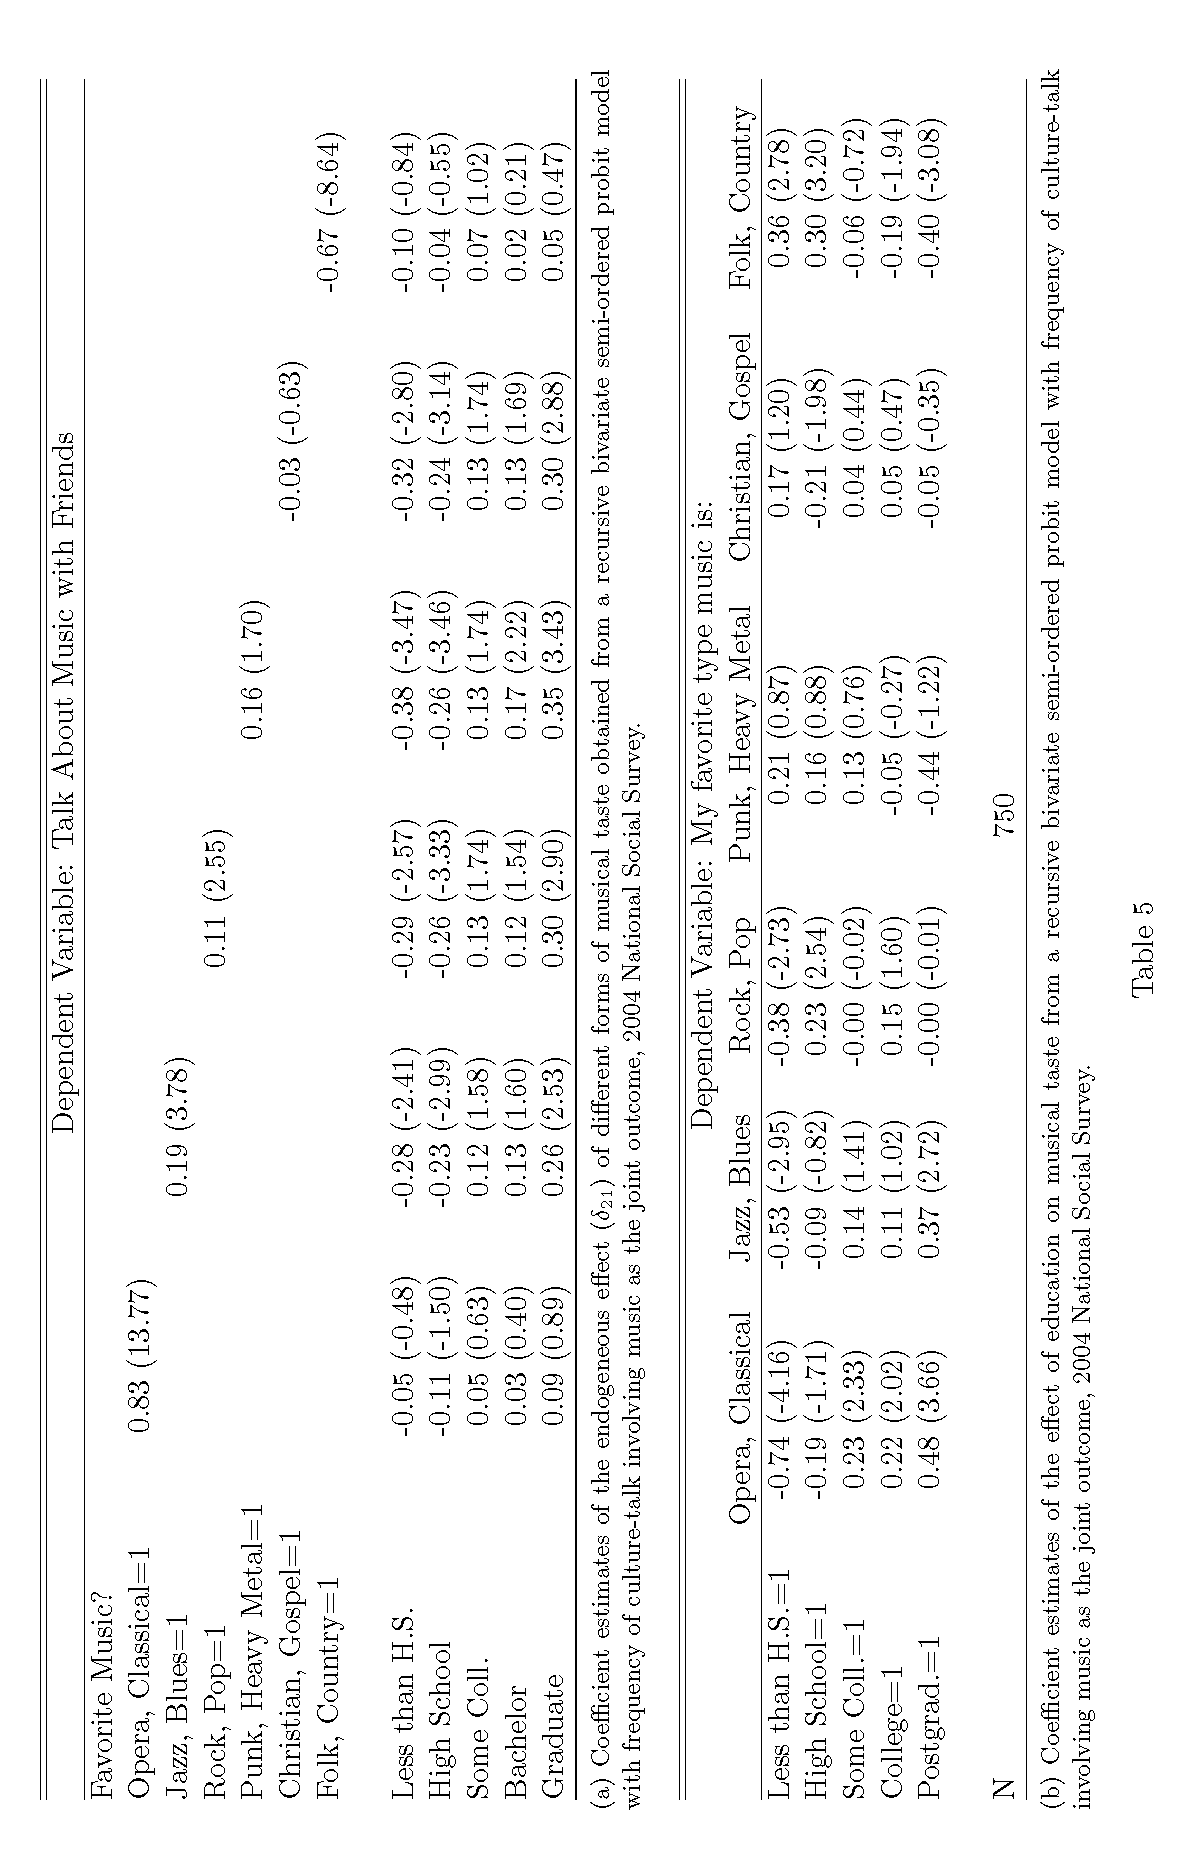 Dependent Variable: Talk About Music with Friends
Favorite Music?
Opera, Classical=1 0.83 (13.77)
Jazz, Blues=1 0.19 (3.78)
Rock, Pop=1 0.11 (2.55)
Punk, Heavy Metal=1 0.16 (1.70)
Christian, Gospel=1 -0.03 (-0.63)
Folk, Country=1 -0.67 (-8.64)
Less than H.S. -0.05 (-0.48) -0.28 (-2.41) -0.29 (-2.57) -0.38 (-3.47) -0.32 (-2.80) -0.10 (-0.84)
High School -0.11 (-1.50) -0.23 (-2.99) -0.26 (-3.33) -0.26 (-3.46) -0.24 (-3.14) -0.04 (-0.55)
Some Coll. 0.05 (0.63) 0.12 (1.58) 0.13 (1.74) 0.13 (1.74) 0.13 (1.74) 0.07 (1.02)
Bachelor 0.03 (0.40) 0.13 (1.60) 0.12 (1.54) 0.17 (2.22) 0.13 (1.69) 0.02 (0.21)
Graduate 0.09 (0.89) 0.26 (2.53) 0.30 (2.90) 0.35 (3.43) 0.30 (2.88) 0.05 (0.47)
(a) Coefficient estimates of the endogeneous effect (δ₂₁) of different forms of musical taste obtained from a recursive bivariate semi-ordered probit model
with frequency of culture-talk involving music as the joint outcome, 2004 National Social Survey.
Dependent Variable: My favorite type music is:
Opera, Classical Jazz, Blues Rock, Pop Punk, Heavy Metal Christian, Gospel Folk, Country
Less than H.S.=1 -0.74 (-4.16) -0.53 (-2.95) -0.38 (-2.73) 0.21 (0.87) 0.17 (1.20) 0.36 (2.78)
High School=1 -0.19 (-1.71) -0.09 (-0.82) 0.23 (2.54) 0.16 (0.88) -0.21 (-1.98) 0.30 (3.20)
Some Coll.=1 0.23 (2.33) 0.14 (1.41) -0.00 (-0.02) 0.13 (0.76) 0.04 (0.44) -0.06 (-0.72)
College=1 0.22 (2.02) 0.11 (1.02) 0.15 (1.60) -0.05 (-0.27) 0.05 (0.47) -0.19 (-1.94)
Postgrad.=1 0.48 (3.66) 0.37 (2.72) -0.00 (-0.01) -0.44 (-1.22) -0.05 (-0.35) -0.40 (-3.08)
N 750
(b) Coefficient estimates of the effect of education on musical taste from a recursive bivariate semi-ordered probit model with frequency of culture-talk
involving music as the joint outcome, 2004 National Social Survey.
Table 5